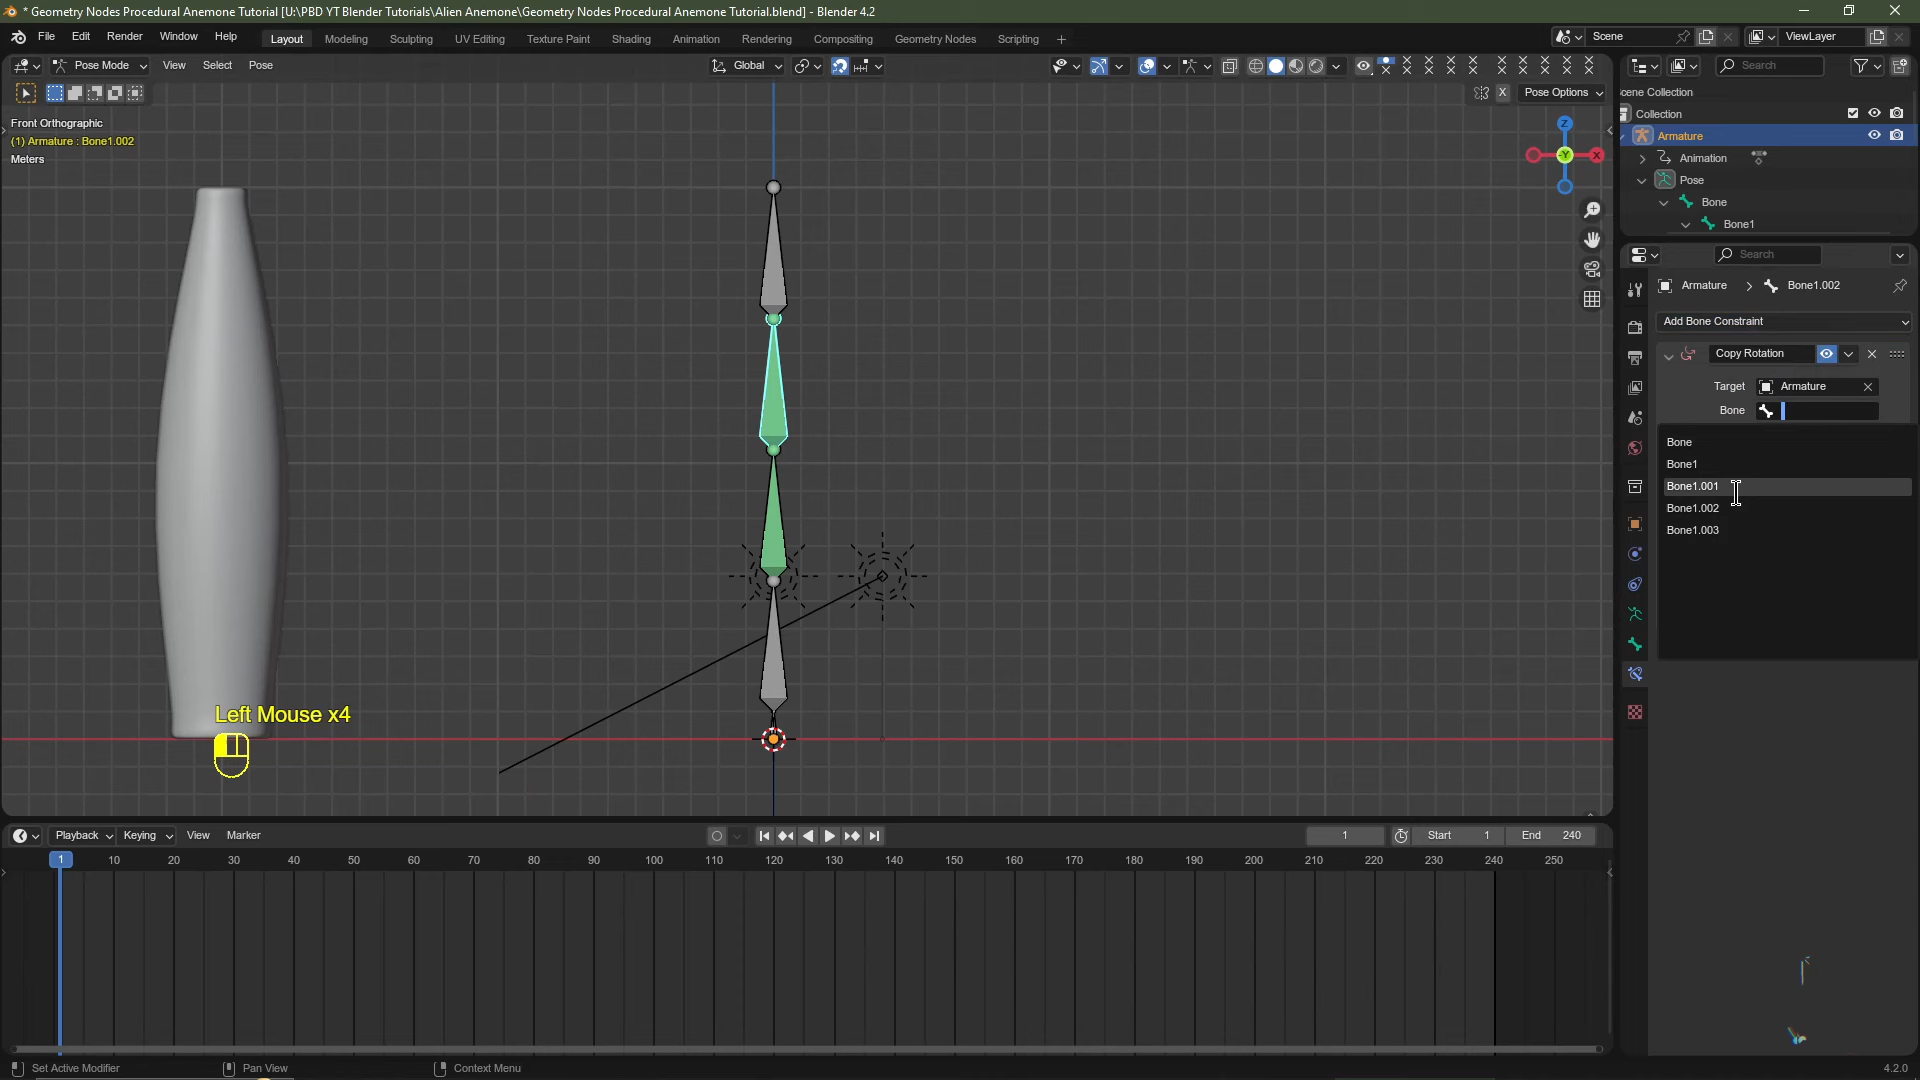 * Geometry Nodes Procedural Anemone Tutorial [U:\PBD YT Blender Tutorials\Alien Anemone\Geometry Nodes Procedural Anemone Tutorial.blend] - Blender 4.2
File Edit Render Window Help Layout Modeling Sculpting UV Editing Texture Paint Shading Animation Rendering Compositing Geometry Nodes Scripting + Scene ViewLayer
Pose Mode View Select Pose Global Search
X Pose Options
Scene Collection
Collection
Armature
Animation
Pose
Bone
Bone1
Front Orthographic
(1) Armature : Bone1.002
Meters
Z
-Y X
Search
Armature > Bone1.002
Add Bone Constraint
Copy Rotation
Target Armature
Bone
Bone
Bone1
Bone1.001
Bone1.002
Bone1.003
Left Mouse x4
Playback Keying View Marker 1 Start 1 End 240
1 10 20 30 40 50 60 70 80 90 100 110 120 130 140 150 160 170 180 190 200 210 220 230 240 250
Set Active Modifier Pan View Context Menu 4.2.0